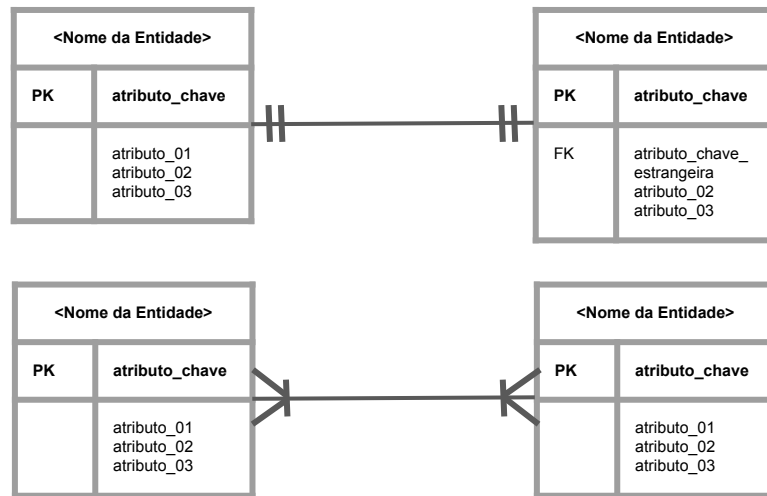 <Nome da Entidade>
PK atributo_chave
atributo_01
atributo_02
atributo_03
<Nome da Entidade>
PK atributo_chave
FK atributo_chave_
estrangeira
atributo_02
atributo_03
<Nome da Entidade>
PK atributo_chave
atributo_01
atributo_02
atributo_03
<Nome da Entidade>
PK atributo_chave
atributo_01
atributo_02
atributo_03